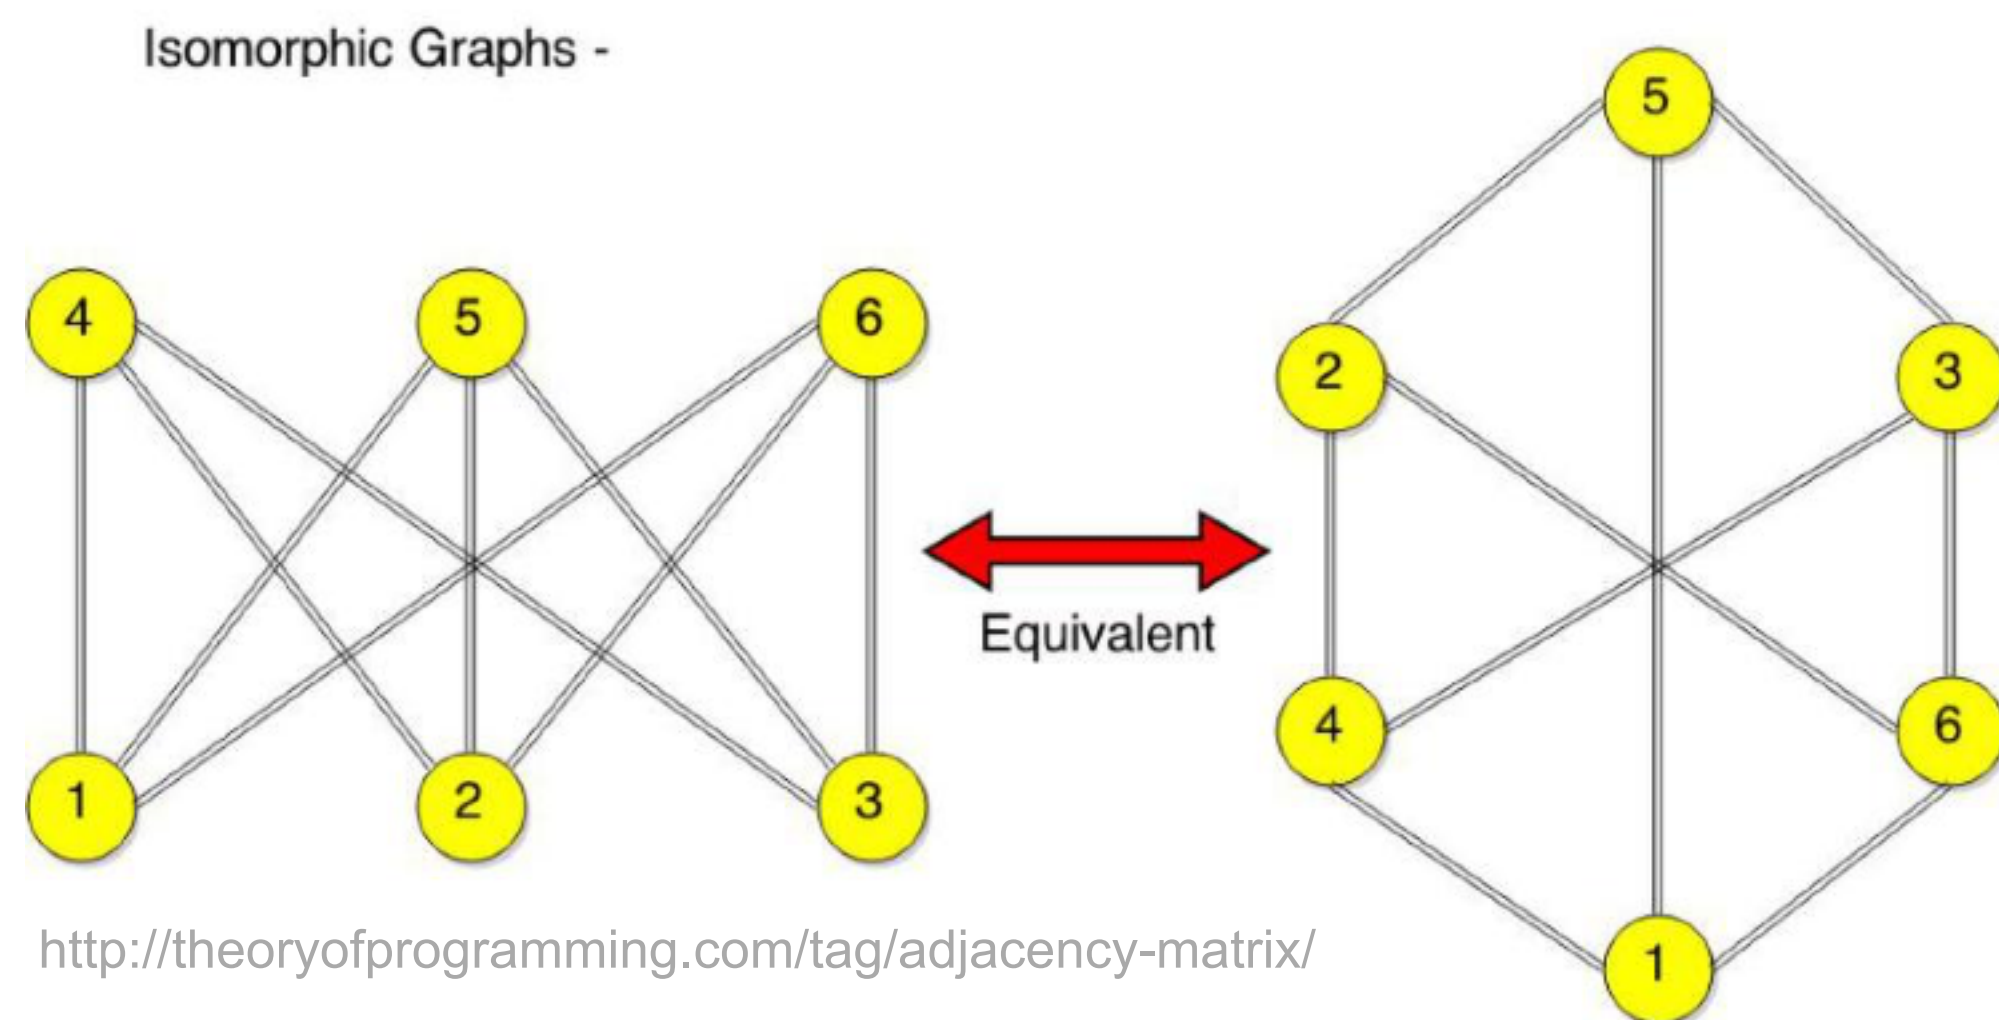 Isomorphic Graphs -
5
4 5 6
2 3
Equivalent
4 6
1 2 3
http://theoryofprogramming.com/tag/adjacency-matrix/
1